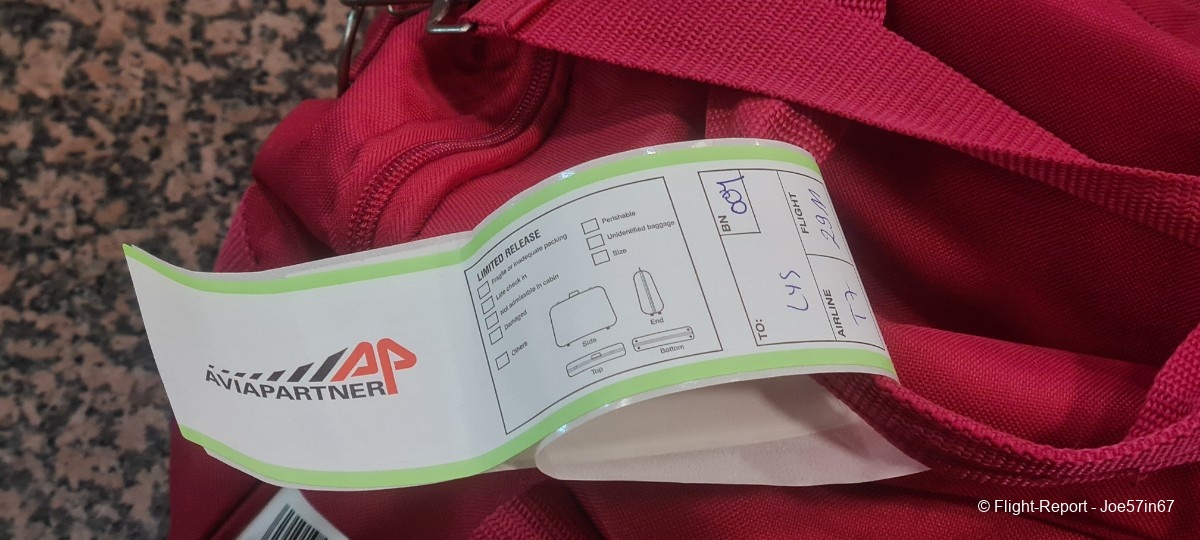 AVIAPARTNER
AP
LIMITED RELEASE
Fragile or inadequate packing
Late check in
Not admissible in cabin
Damaged
Others
Perishable
Unidentified baggage
Size
Side
End
Top
Bottom
BN
001
TO:
LYS
FLIGHT
AIRLINE
T7
© Flight-Report - Joe57in67